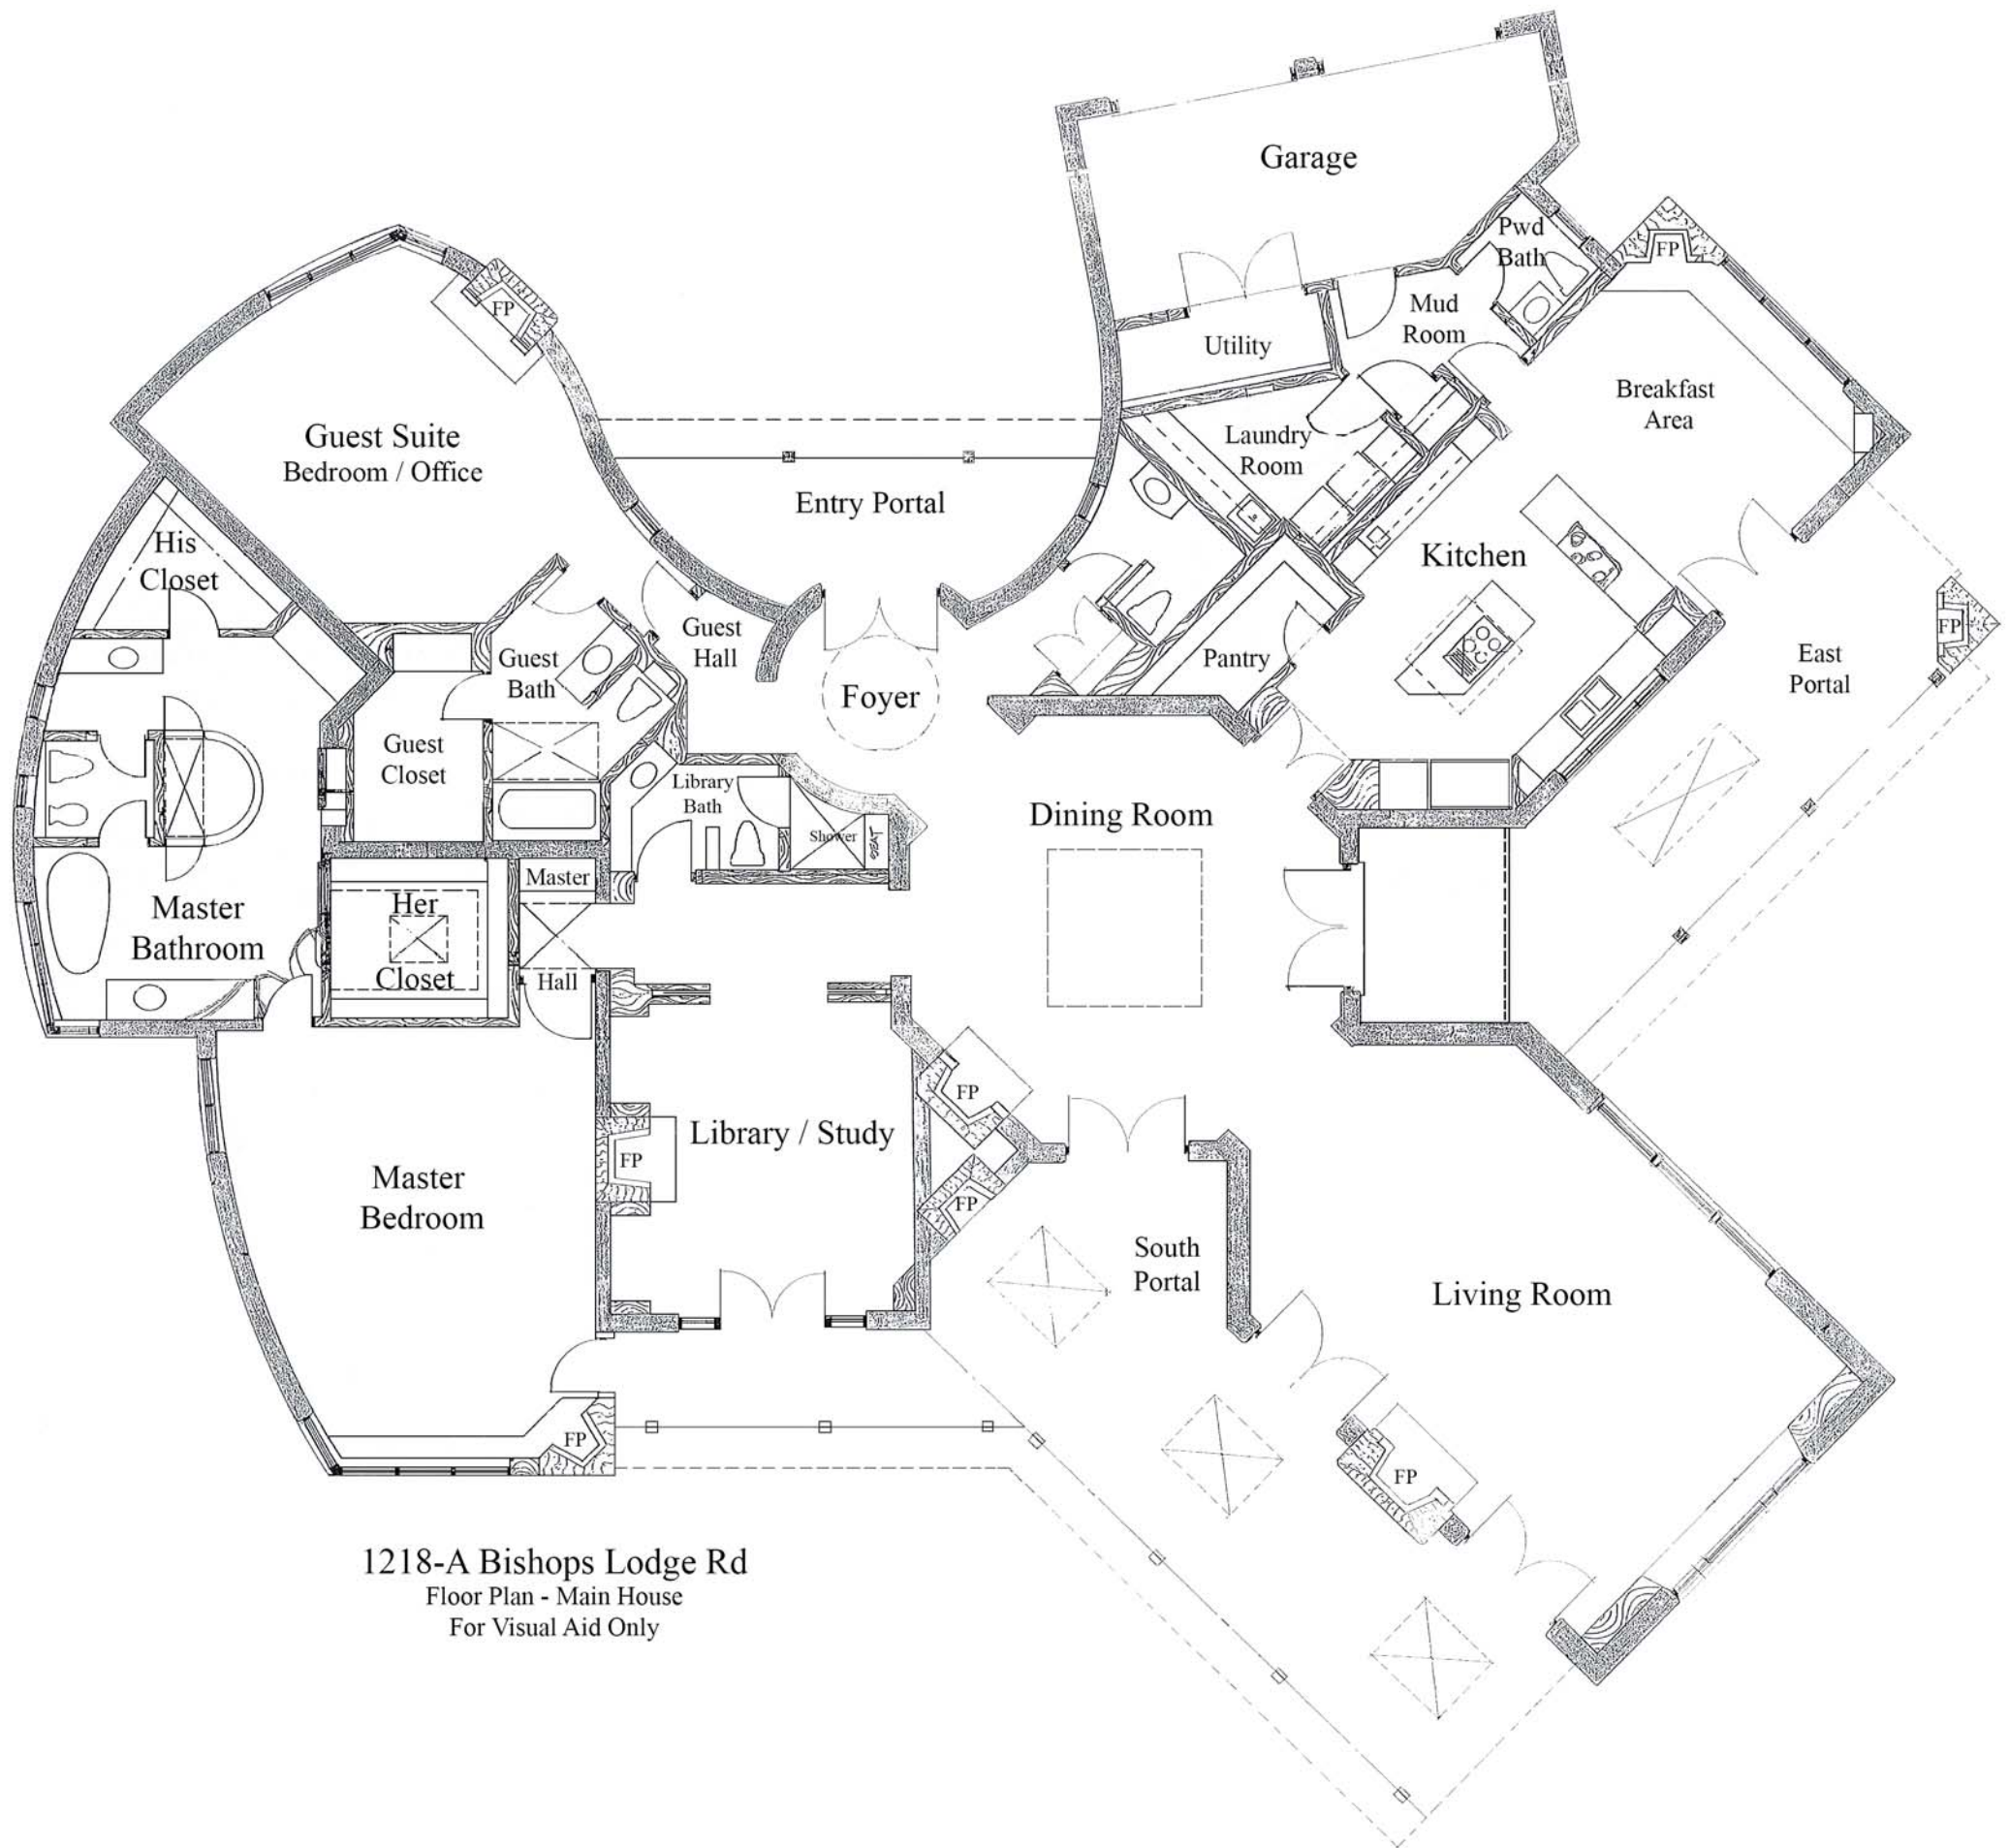 Garage
Pwd
Bath
FP
Mud
Room
FP
Utility
Breakfast
Area
Guest Suite
Bedroom / Office
Laundry
Room
Entry Portal
His
Closet
Kitchen
Guest
Hall
FP
Guest
Bath
Pantry
East
Portal
Foyer
Guest
Closet
Library
Bath
Shower
SEAT
Dining Room
Master
Hall
Her
Closet
Master
Bathroom
FP
Library / Study
FP
Master
Bedroom
FP
South
Portal
Living Room
FP
FP
1218-A Bishops Lodge Rd
Floor Plan - Main House
For Visual Aid Only